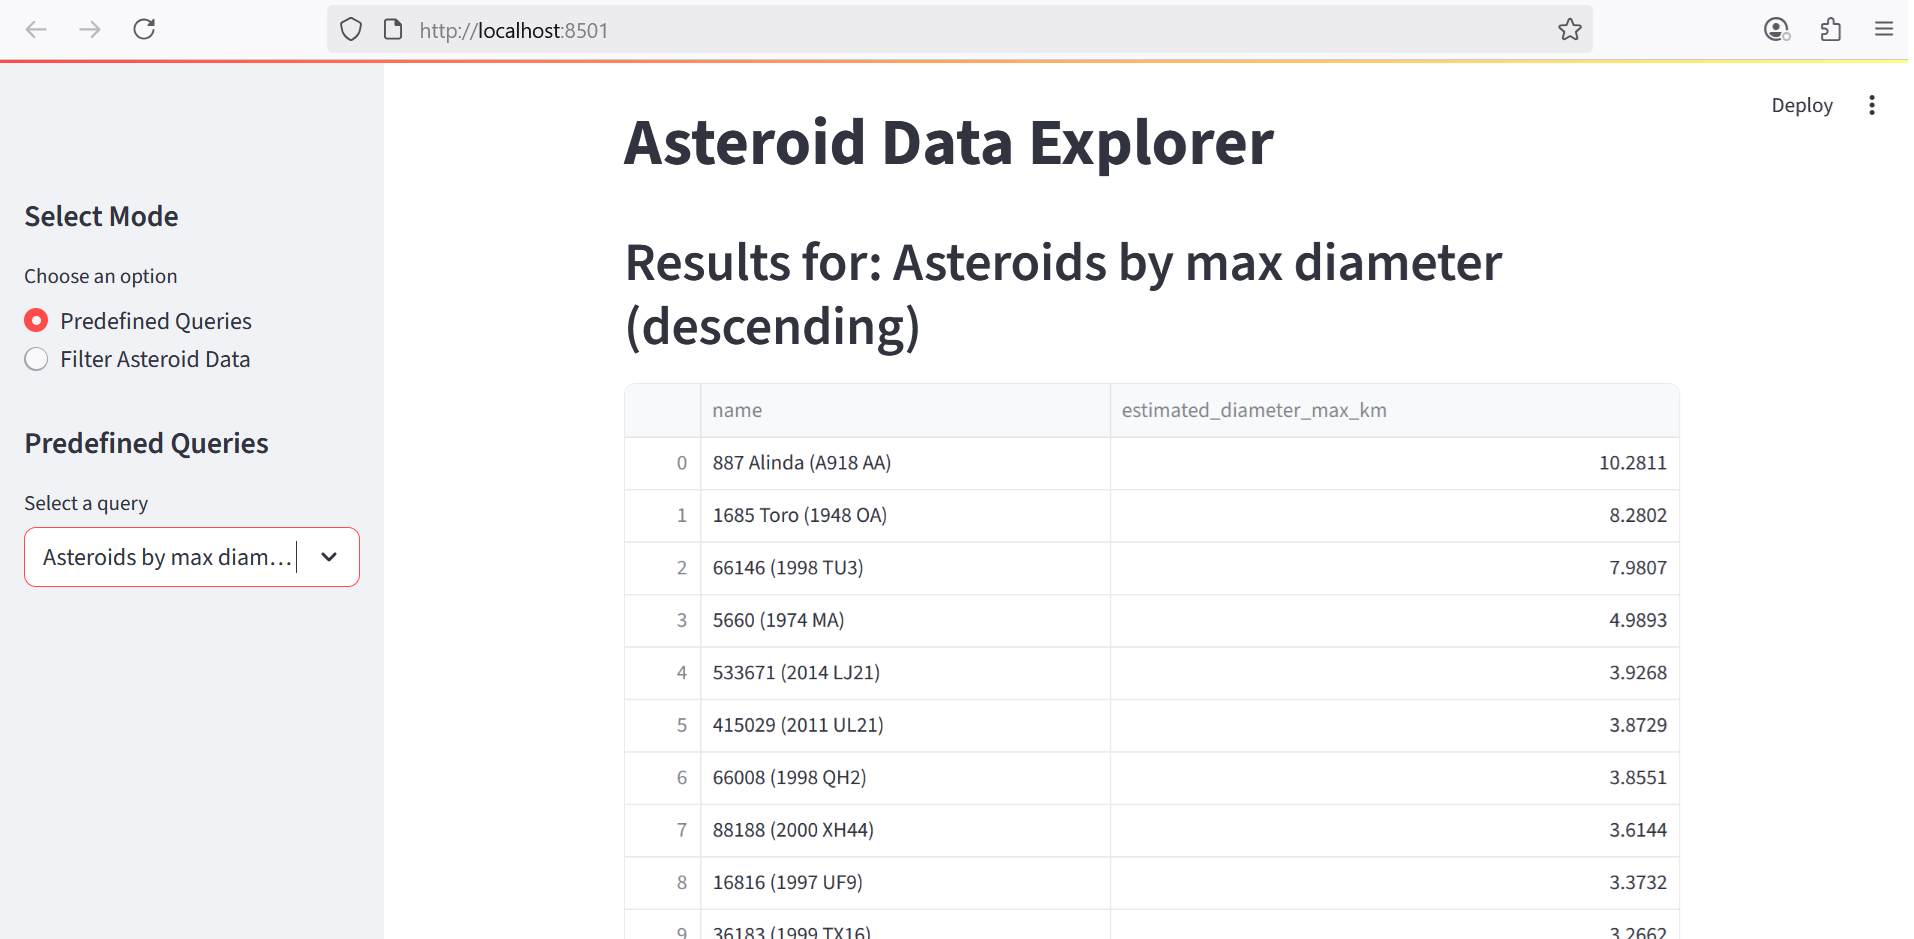 http://localhost:8501
Deploy
Select Mode
Choose an option
Predefined Queries
Filter Asteroid Data
Predefined Queries
Select a query
Asteroids by max diam...
Asteroid Data Explorer
Results for: Asteroids by max diameter
(descending)
name estimated_diameter_max_km
0 887 Alinda (A918 AA) 10.2811
1 1685 Toro (1948 OA) 8.2802
2 66146 (1998 TU3) 7.9807
3 5660 (1974 MA) 4.9893
4 533671 (2014 LJ21) 3.9268
5 415029 (2011 UL21) 3.8729
6 66008 (1998 QH2) 3.8551
7 88188 (2000 XH44) 3.6144
8 16816 (1997 UF9) 3.3732
9 36183 (1999 TX16) 3.2662